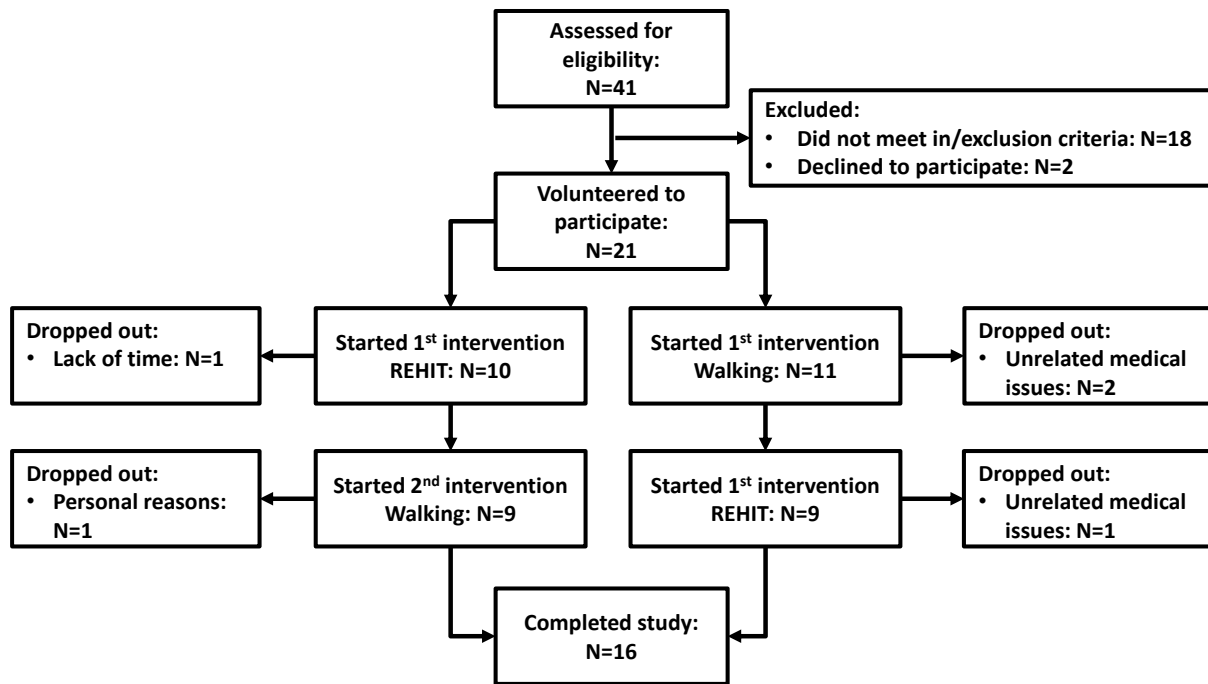 Assessed for
eligibility:
N=41
Excluded:
• Did not meet in/exclusion criteria: N=18
• Declined to participate: N=2
Volunteered to
participate:
N=21
Dropped out:
• Lack of time: N=1
Started 1st intervention
REHIT: N=10
Started 1st intervention
Walking: N=11
Dropped out:
• Unrelated medical
issues: N=2
Dropped out:
• Personal reasons:
N=1
Started 2nd intervention
Walking: N=9
Started 1st intervention
REHIT: N=9
Dropped out:
• Unrelated medical
issues: N=1
Completed study:
N=16